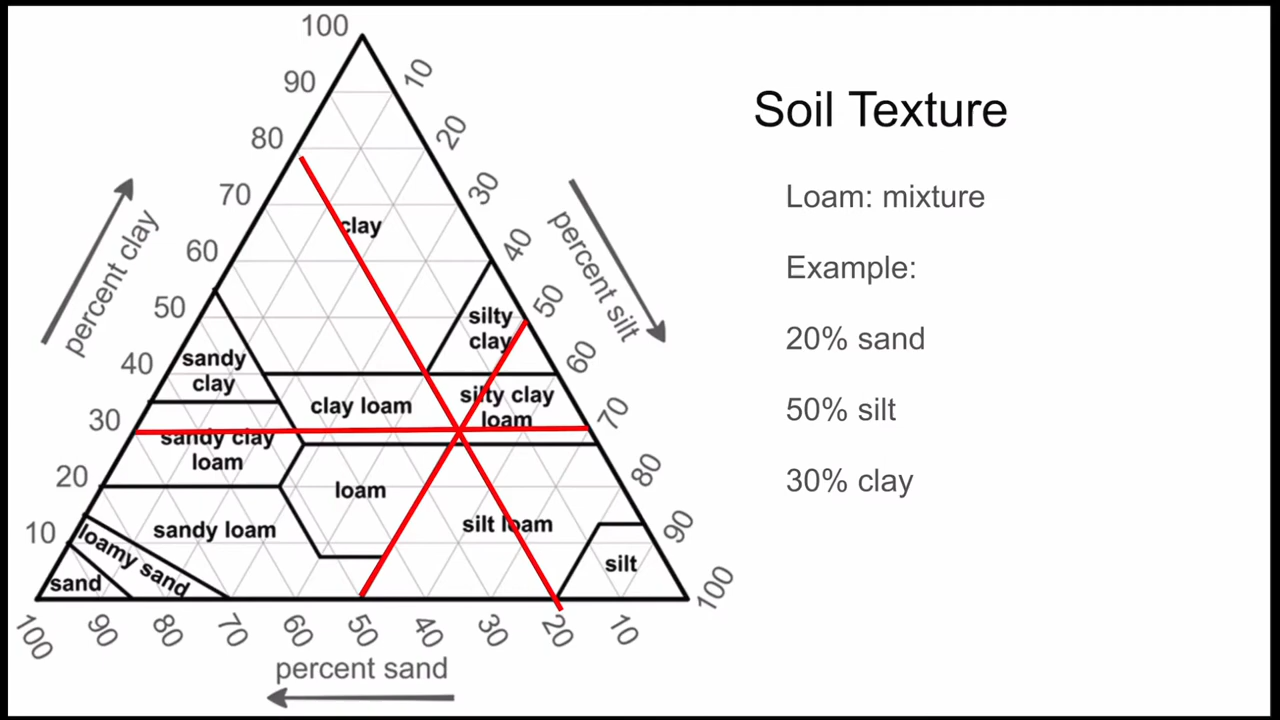 Soil Texture
Loam: mixture
Example:
20% sand
50% silt
30% clay
100
90
80
70
60
50
40
30
20
10
percent clay
10
20
30
40
50
60
70
80
90
100
percent silt
clay
silty
clay
sandy
clay
clay loam
silty clay
loam
sandy clay
loam
loam
sandy loam
silt loam
silt
loamy sand
sand
100
90
80
70
60
50
40
30
20
10
percent sand